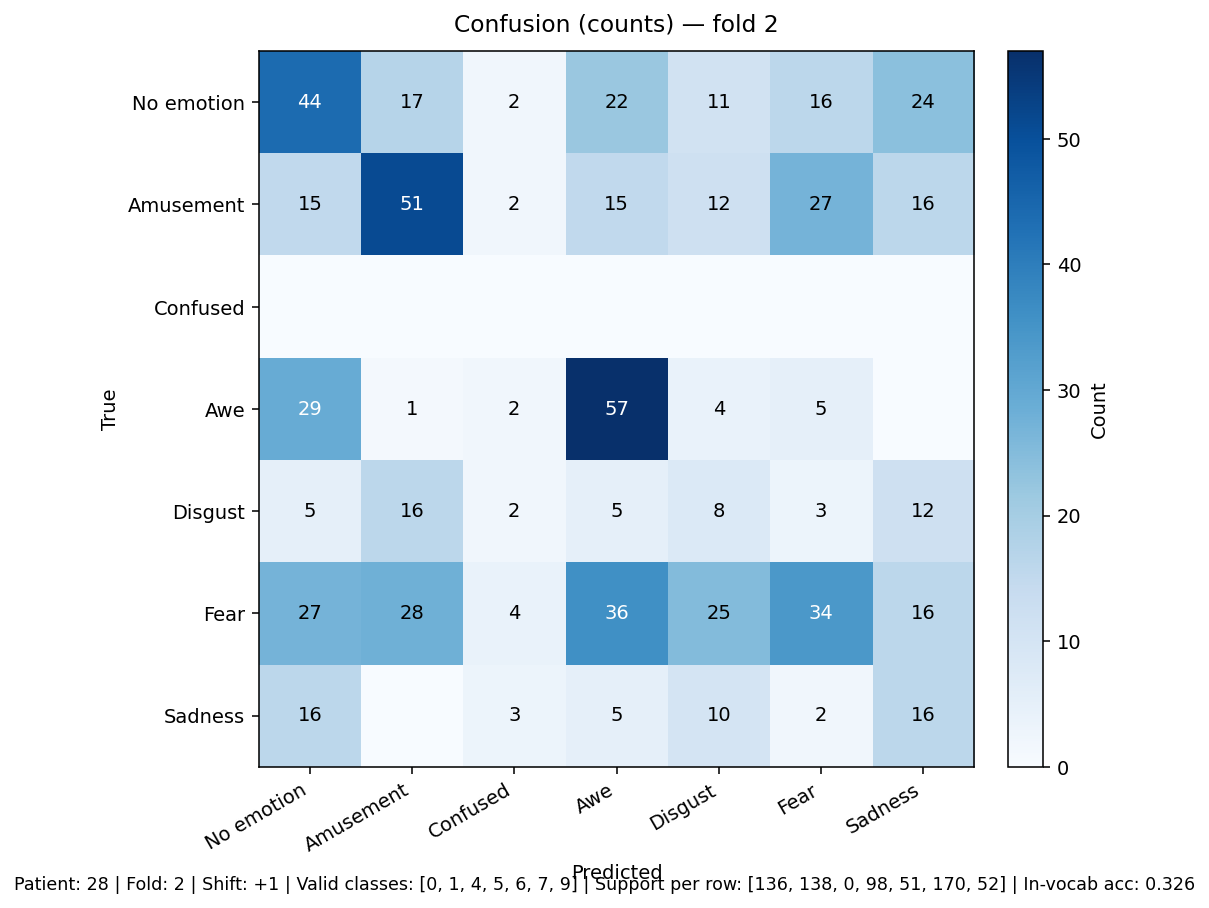 Confusion (counts) — fold 2
No emotion 44 17 2 22 11 16 24
Amusement 15 51 2 15 12 27 16
Confused
Awe 29 1 2 57 4 5
Disgust 5 16 2 5 8 3 12
Fear 27 28 4 36 25 34 16
Sadness 16 3 5 10 2 16
True
No emotion Amusement Confused Awe Disgust Fear Sadness
Predicted
50
40
30
20
10
0
Count
Patient: 28 | Fold: 2 | Shift: +1 | Valid classes: [0, 1, 4, 5, 6, 7, 9] | Support per row: [136, 138, 0, 98, 51, 170, 52] | In-vocab acc: 0.326